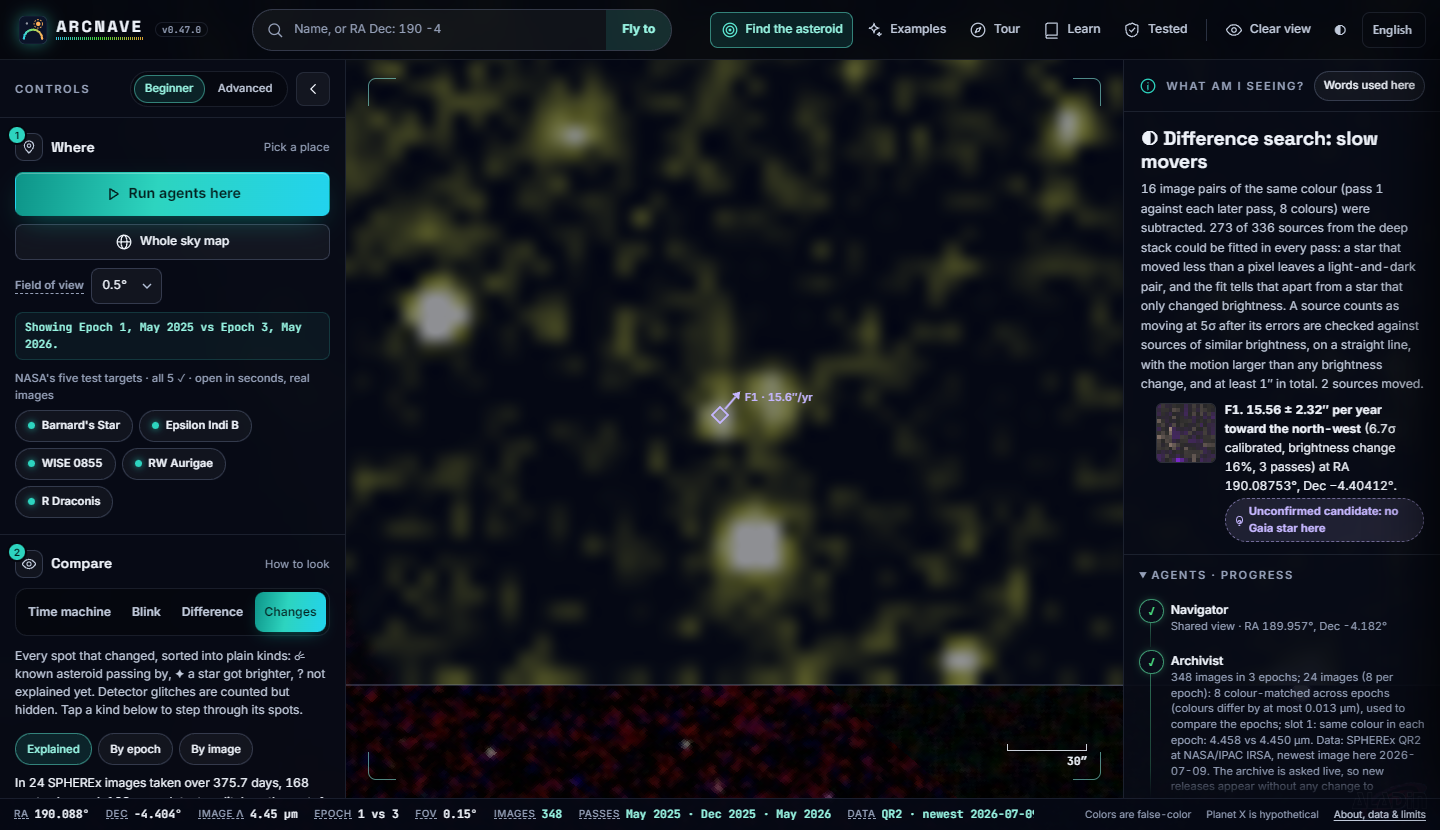 ARCNAVE
v0.47.0
Name, or RA Dec: 190 -4
Fly to
Find the asteroid
Examples
Tour
Learn
Tested
Clear view
English
CONTROLS
Beginner
Advanced
1
Where
Pick a place
Run agents here
Whole sky map
Field of view
0.5°
Showing Epoch 1, May 2025 vs Epoch 3, May
2026.
NASA's five test targets · all 5 ✓ · open in seconds, real
images
Barnard's Star
Epsilon Indi B
WISE 0855
RW Aurigae
R Draconis
2
Compare
How to look
Time machine
Blink
Difference
Changes
Every spot that changed, sorted into plain kinds: ☄
known asteroid passing by, ✦ a star got brighter, ? not
explained yet. Detector glitches are counted but
hidden. Tap a kind below to step through its spots.
Explained
By epoch
By image
In 24 SPHEREx images taken over 375.7 days, 168
F1 · 15.6″/yr
30″
WHAT AM I SEEING?
Words used here
◐ Difference search: slow
movers
16 image pairs of the same colour (pass 1
against each later pass, 8 colours) were
subtracted. 273 of 336 sources from the deep
stack could be fitted in every pass: a star that
moved less than a pixel leaves a light-and-dark
pair, and the fit tells that apart from a star that
only changed brightness. A source counts as
moving at 5σ after its errors are checked against
sources of similar brightness, on a straight line,
with the motion larger than any brightness
change, and at least 1″ in total. 2 sources moved.
F1. 15.56 ± 2.32″ per year
toward the north-west (6.7σ
calibrated, brightness change
16%, 3 passes) at RA
190.08753°, Dec −4.40412°.
Unconfirmed candidate: no
Gaia star here
▼ AGENTS · PROGRESS
Navigator
Shared view · RA 189.957°, Dec -4.182°
Archivist
348 images in 3 epochs; 24 images (8 per
epoch): 8 colour-matched across epochs
(colours differ by at most 0.013 µm), used to
compare the epochs; slot 1: same colour in each
epoch: 4.458 vs 4.450 µm. Data: SPHEREx QR2
at NASA/IPAC IRSA, newest image here 2026-
07-09. The archive is asked live, so new
releases appear without any change to
RA 190.088°
DEC -4.404°
IMAGE Λ 4.45 µm
EPOCH 1 vs 3
FOV 0.15°
IMAGES 348
PASSES May 2025 · Dec 2025 · May 2026
DATA QR2 · newest 2026-07-0
Colors are false-color
Planet X is hypothetical
About, data & limits